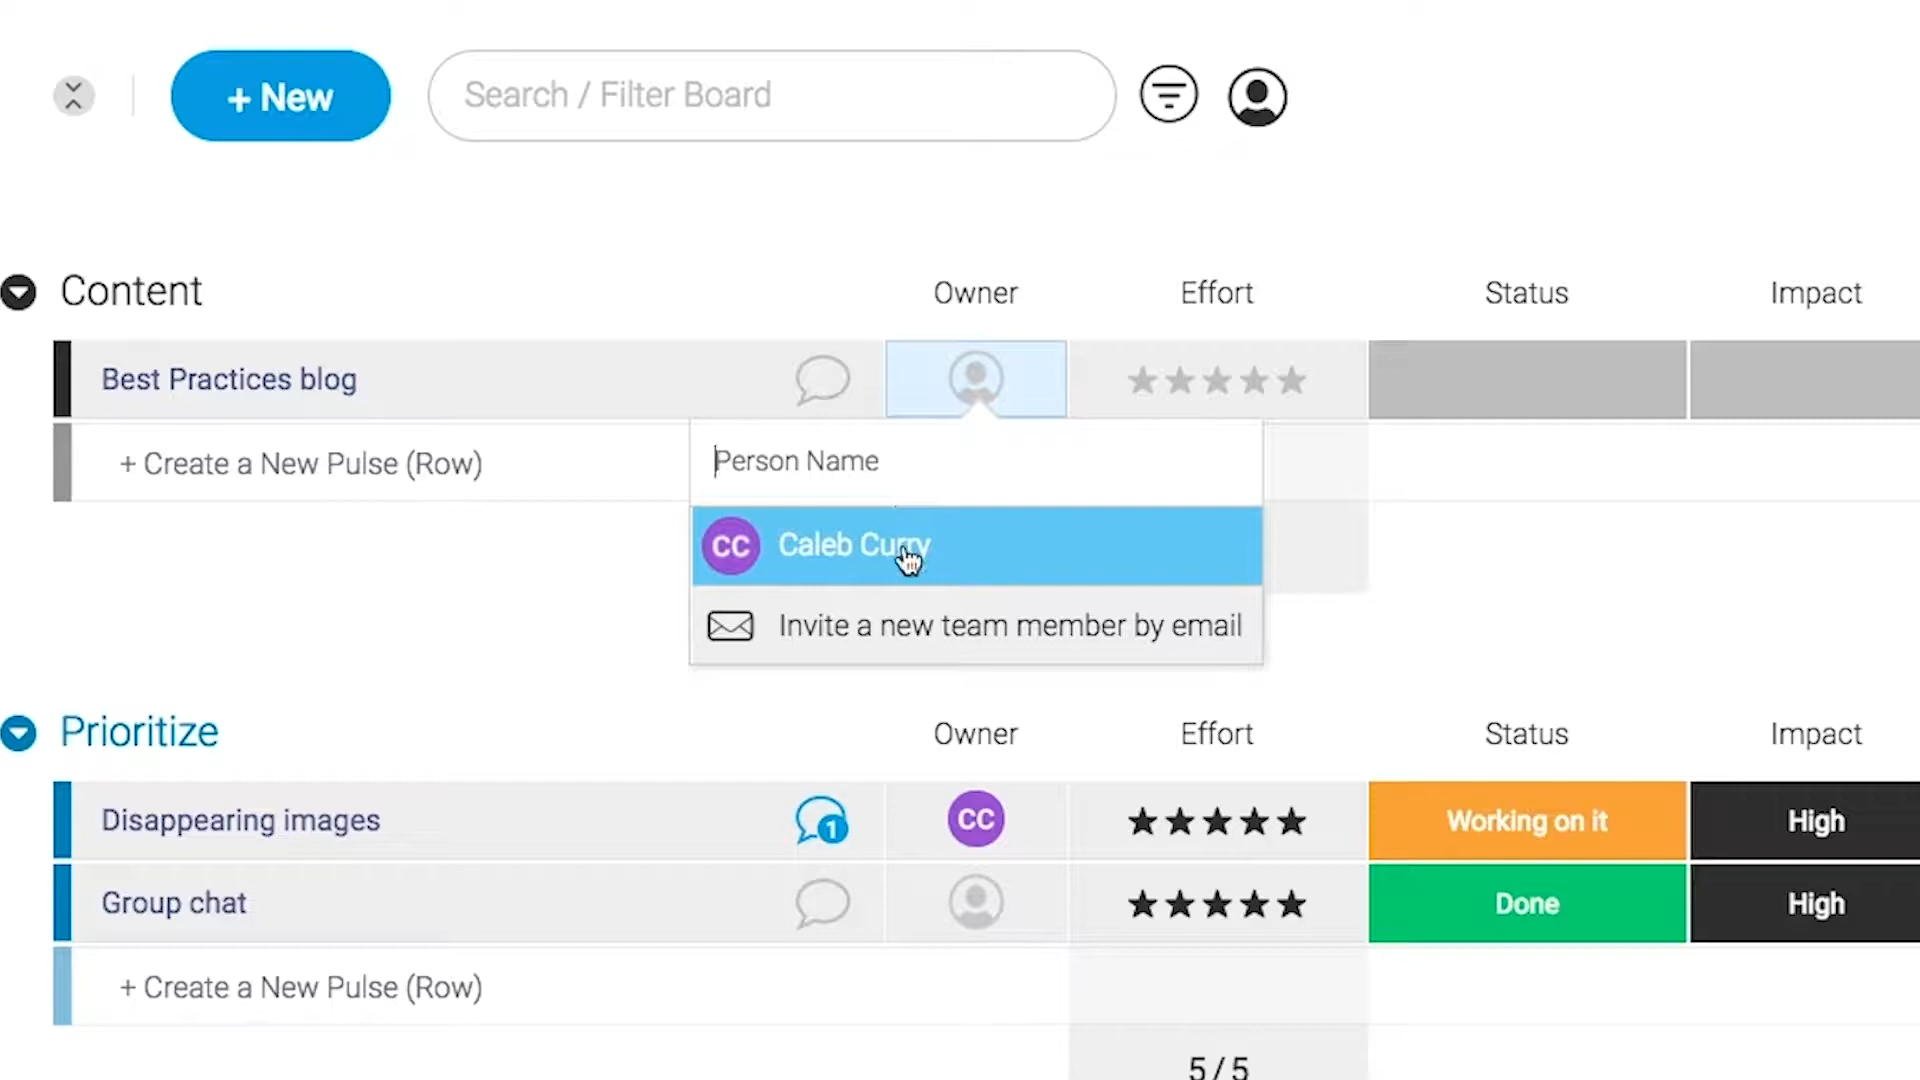 + New
Search / Filter Board
Content Owner Effort Status Impact
Best Practices blog
+ Create a New Pulse (Row)
Person Name
CC Caleb Curry
Invite a new team member by email
Prioritize Owner Effort Status Impact
Disappearing images 1 CC Working on it High
Group chat Done High
+ Create a New Pulse (Row)
5 / 5